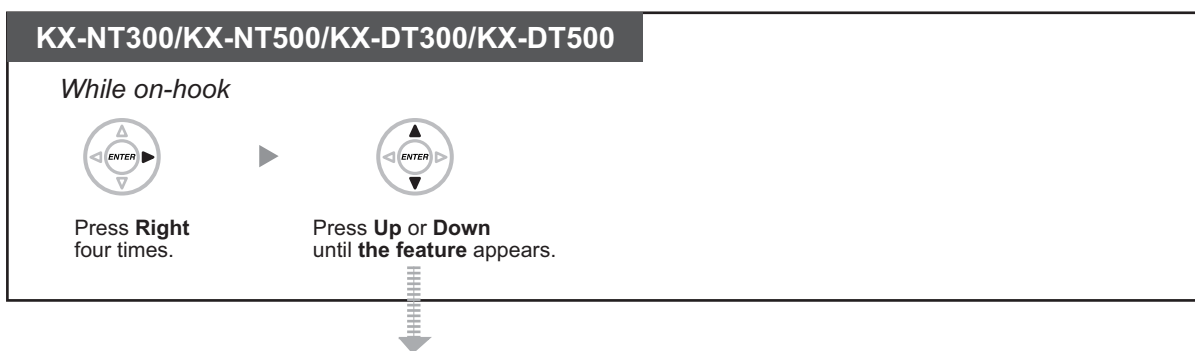 KX-NT300/KX-NT500/KX-DT300/KX-DT500
While on-hook
ENTER
ENTER
Press Right
four times.
Press Up or Down
until the feature appears.